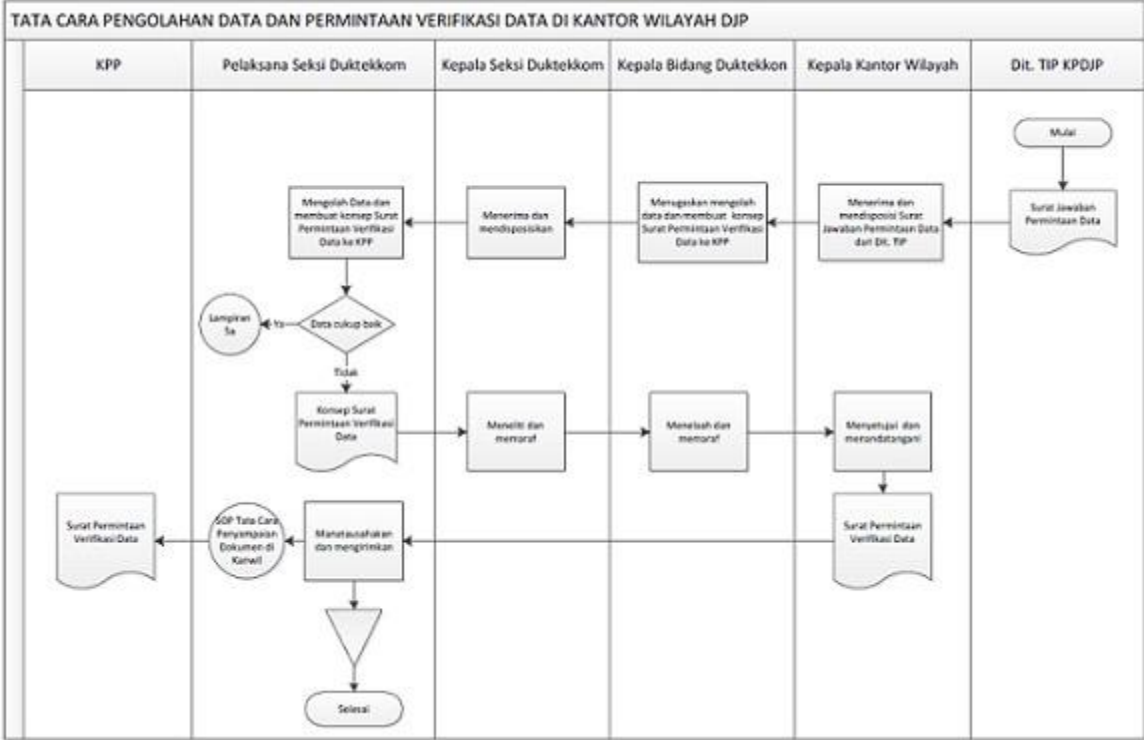 TATA CARA PENGOLAHAN DATA DAN PERMINTAAN VERIFIKASI DATA DI KANTOR WILAYAH DJP
KPP
Pelaksana Seksi Duktekkom
Kepala Seksi Duktekkom
Kepala Bidang Duktekkon
Kepala Kantor Wilayah
Dit. TIP KPDJP
Mulai
Surat Jawaban
Permintaan Data
Menerima dan
mendisposisi Surat
Jawaban Permintaan Data
dari Dit. TIP
Menugaskan mengolah
data dan membuat konsep
Surat Permintaan Verifikasi
Data ke KPP
Menerima dan
mendisposisikan
Mengolah Data dan
membuat konsep Surat
Permintaan Verifikasi
Data ke KPP
Data cukup baik
Ya
Lampiran
5a
Tidak
Konsep Surat
Permintaan Verifikasi
Data
Meneliti dan
memaraf
Menelaah dan
memaraf
Menyetujui dan
menandatangani
Surat Permintaan
Verifikasi Data
Manatausahakan
dan mengirimkan
SOP Tata Cara
Penyampaian
Dokumen di
Kanwil
Surat Permintaan
Verifikasi Data
Selesai